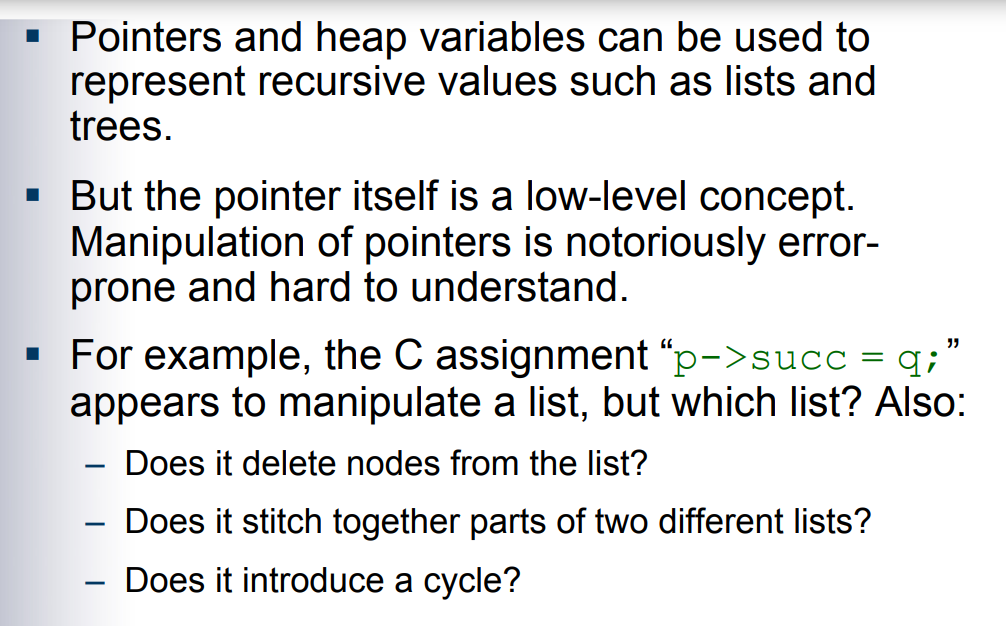 ▪ Pointers and heap variables can be used to
represent recursive values such as lists and
trees.
▪ But the pointer itself is a low-level concept.
Manipulation of pointers is notoriously error-
prone and hard to understand.
▪ For example, the C assignment “p->succ = q;”
appears to manipulate a list, but which list? Also:
– Does it delete nodes from the list?
– Does it stitch together parts of two different lists?
– Does it introduce a cycle?